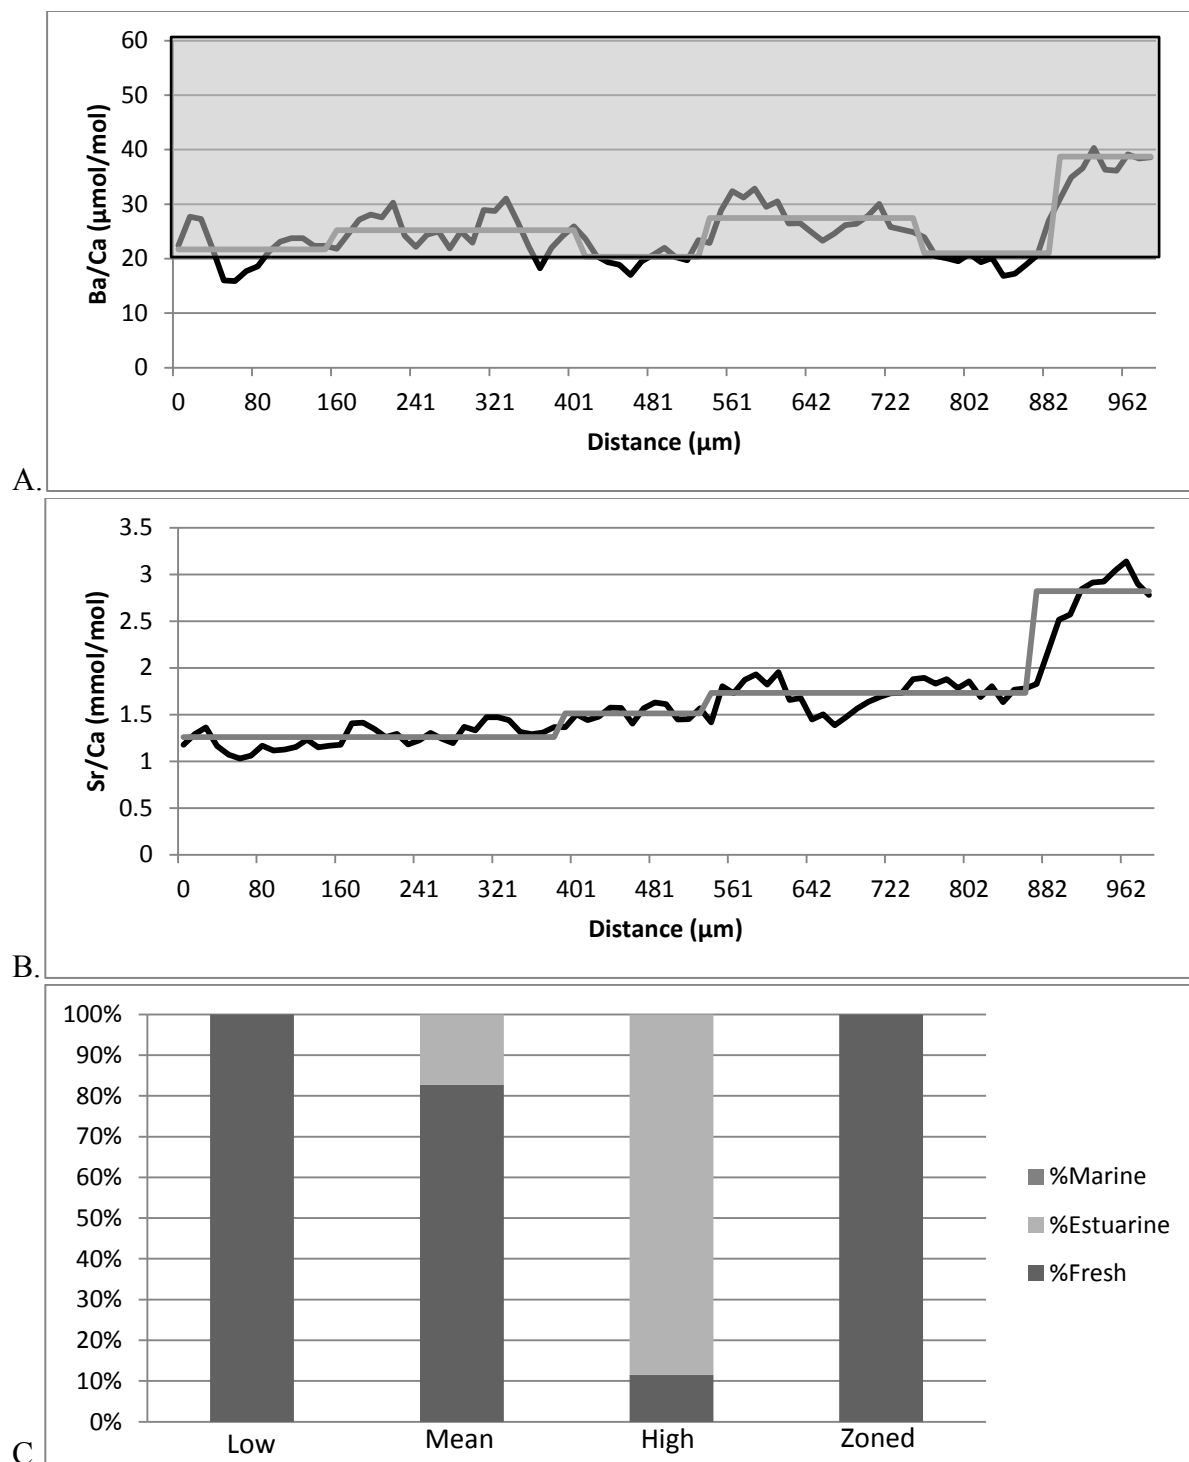 60
50
40
30
20
10
0
Ba/Ca (µmol/mol)
0 80 160 241 321 401 481 561 642 722 802 882 962
Distance (µm)
A.
3.5
3
2.5
2
1.5
1
0.5
0
Sr/Ca (mmol/mol)
0 80 160 241 321 401 481 561 642 722 802 882 962
Distance (µm)
B.
100%
90%
80%
70%
60%
50%
40%
30%
20%
10%
0%
Low Mean High Zoned
%Marine
%Estuarine
%Fresh
C